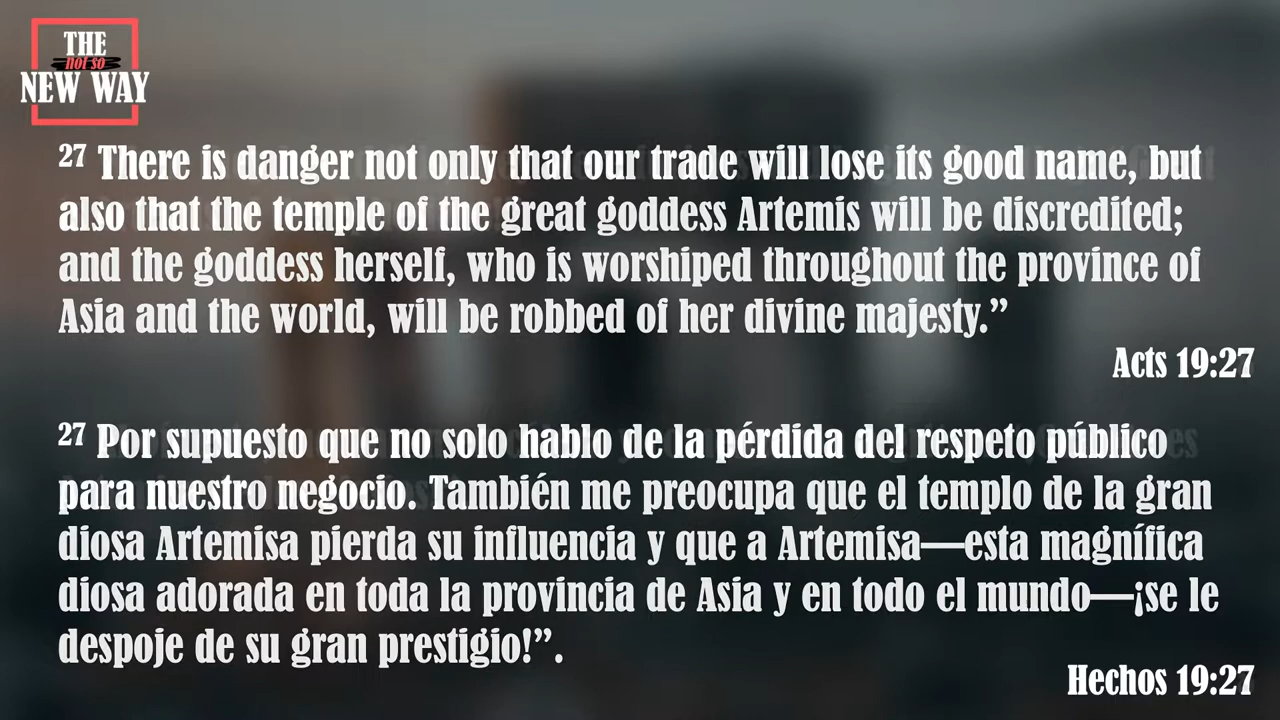 THE
not so
NEW WAY
27 There is danger not only that our trade will lose its good name, but
also that the temple of the great goddess Artemis will be discredited;
and the goddess herself, who is worshiped throughout the province of
Asia and the world, will be robbed of her divine majesty.”
Acts 19:27
27 Por supuesto que no solo hablo de la pérdida del respeto público
para nuestro negocio. También me preocupa que el templo de la gran
diosa Artemisa pierda su influencia y que a Artemisa—esta magnífica
diosa adorada en toda la provincia de Asia y en todo el mundo—¡se le
despoje de su gran prestigio!”.
Hechos 19:27